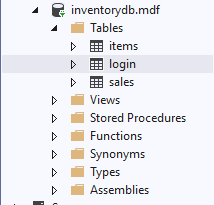 inventorydb.mdf
Tables
items
login
sales
Views
Stored Procedures
Functions
Synonyms
Types
Assemblies